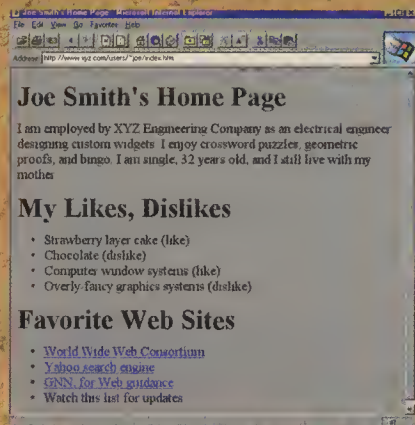 Joe Smith's Home Page - Microsoft Internet Explorer
File Edit View Go Favorites Help
Address http://www.xyz.com/users/~joe/index.htm
Joe Smith's Home Page
I am employed by XYZ Engineering Company as an electrical engineer
designing custom widgets. I enjoy crossword puzzles, geometric
proofs, and bingo. I am single, 32 years old, and I still live with my
mother
My Likes, Dislikes
• Strawberry layer cake (like)
• Chocolate (dislike)
• Computer window systems (like)
• Overly-fancy graphics systems (dislike)
Favorite Web Sites
• World Wide Web Consortium
• Yahoo search engine
• GNN, for Web guidance
• Watch this list for updates